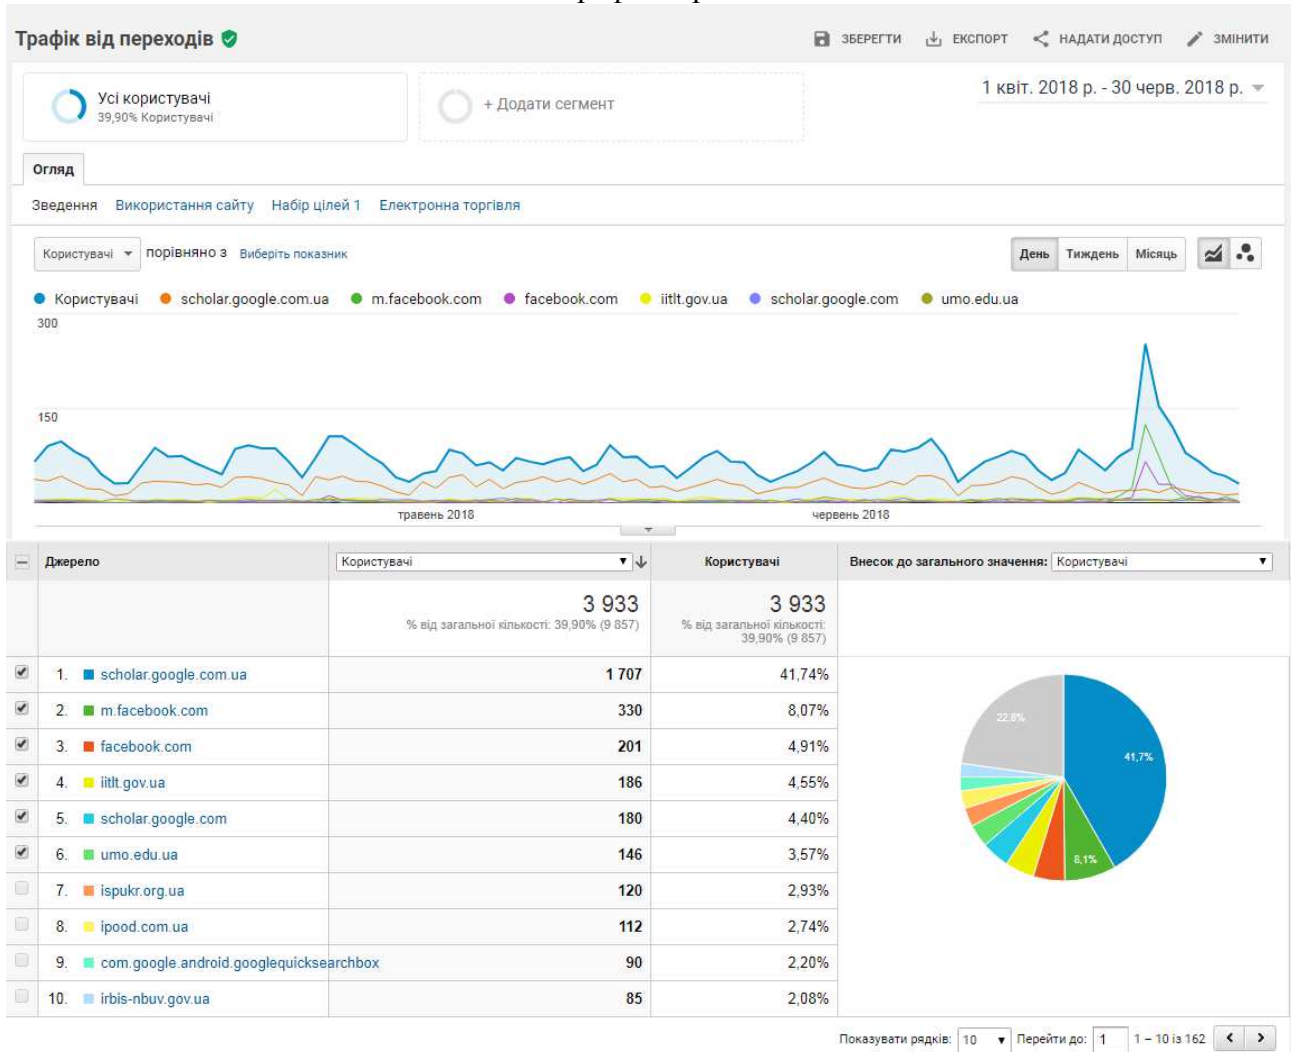 Трафік від переходів
ЗБЕРЕГТИ ЕКСПОРТ НАДАТИ ДОСТУП ЗМІНИТИ
Усі користувачі
39,90% Користувачі
+ Додати сегмент
1 квіт. 2018 р. - 30 черв. 2018 р.
Огляд
Зведення Використання сайту Набір цілей 1 Електронна торгівля
Користувачі порівняно з Виберіть показник
День Тиждень Місяць
Користувачі scholar.google.com.ua m.facebook.com facebook.com iitlt.gov.ua scholar.google.com umo.edu.ua
300
150
травень 2018 червень 2018
Джерело Користувачі Користувачі Внесок до загального значення: Користувачі
3 933 3 933
% від загальної кількості: 39,90% (9 857) % від загальної кількості:
39,90% (9 857)
1. scholar.google.com.ua 1 707 41,74%
2. m.facebook.com 330 8,07%
3. facebook.com 201 4,91%
4. iitlt.gov.ua 186 4,55%
5. scholar.google.com 180 4,40%
6. umo.edu.ua 146 3,57%
7. ispukr.org.ua 120 2,93%
8. ipood.com.ua 112 2,74%
9. com.google.android.googlequicksearchbox 90 2,20%
10. irbis-nbuv.gov.ua 85 2,08%
22,8%
41,7%
8,1%
Показувати рядків: 10 Перейти до: 1 1 – 10 із 162